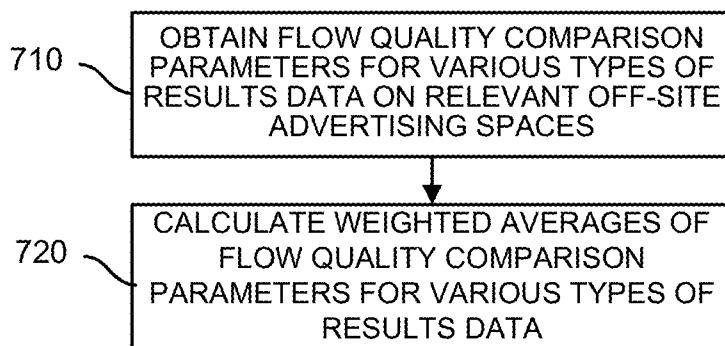 710
OBTAIN FLOW QUALITY COMPARISON
PARAMETERS FOR VARIOUS TYPES OF
RESULTS DATA ON RELEVANT OFF-SITE
ADVERTISING SPACES
720
CALCULATE WEIGHTED AVERAGES OF
FLOW QUALITY COMPARISON
PARAMETERS FOR VARIOUS TYPES OF
RESULTS DATA